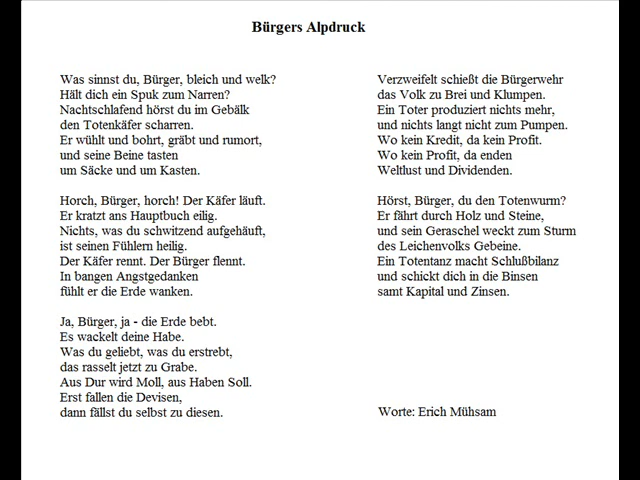 Bürgers Alpdruck
Was sinnst du, Bürger, bleich und welk?
Hält dich ein Spuk zum Narren?
Nachtschlafend hörst du im Gebälk
den Totenkäfer scharren.
Er wühlt und bohrt, gräbt und rumort,
und seine Beine tasten
um Säcke und um Kasten.
Horch, Bürger, horch! Der Käfer läuft.
Er kratzt ans Hauptbuch eilig.
Nichts, was du schwitzend aufgehäuft,
ist seinen Fühlern heilig.
Der Käfer rennt. Der Bürger flennt.
In bangen Angstgedanken
fühlt er die Erde wanken.
Ja, Bürger, ja - die Erde bebt.
Es wackelt deine Habe.
Was du geliebt, was du erstrebt,
das rasselt jetzt zu Grabe.
Aus Dur wird Moll, aus Haben Soll.
Erst fallen die Devisen,
dann fällst du selbst zu diesen.
Verzweifelt schießt die Bürgerwehr
das Volk zu Brei und Klumpen.
Ein Toter produziert nichts mehr,
und nichts langt nicht zum Pumpen.
Wo kein Kredit, da kein Profit.
Wo kein Profit, da enden
Weltlust und Dividenden.
Hörst, Bürger, du den Totenwurm?
Er fährt durch Holz und Steine,
und sein Geraschel weckt zum Sturm
des Leichenvolks Gebeine.
Ein Totentanz macht Schlußbilanz
und schickt dich in die Binsen
samt Kapital und Zinsen.
Worte: Erich Mühsam